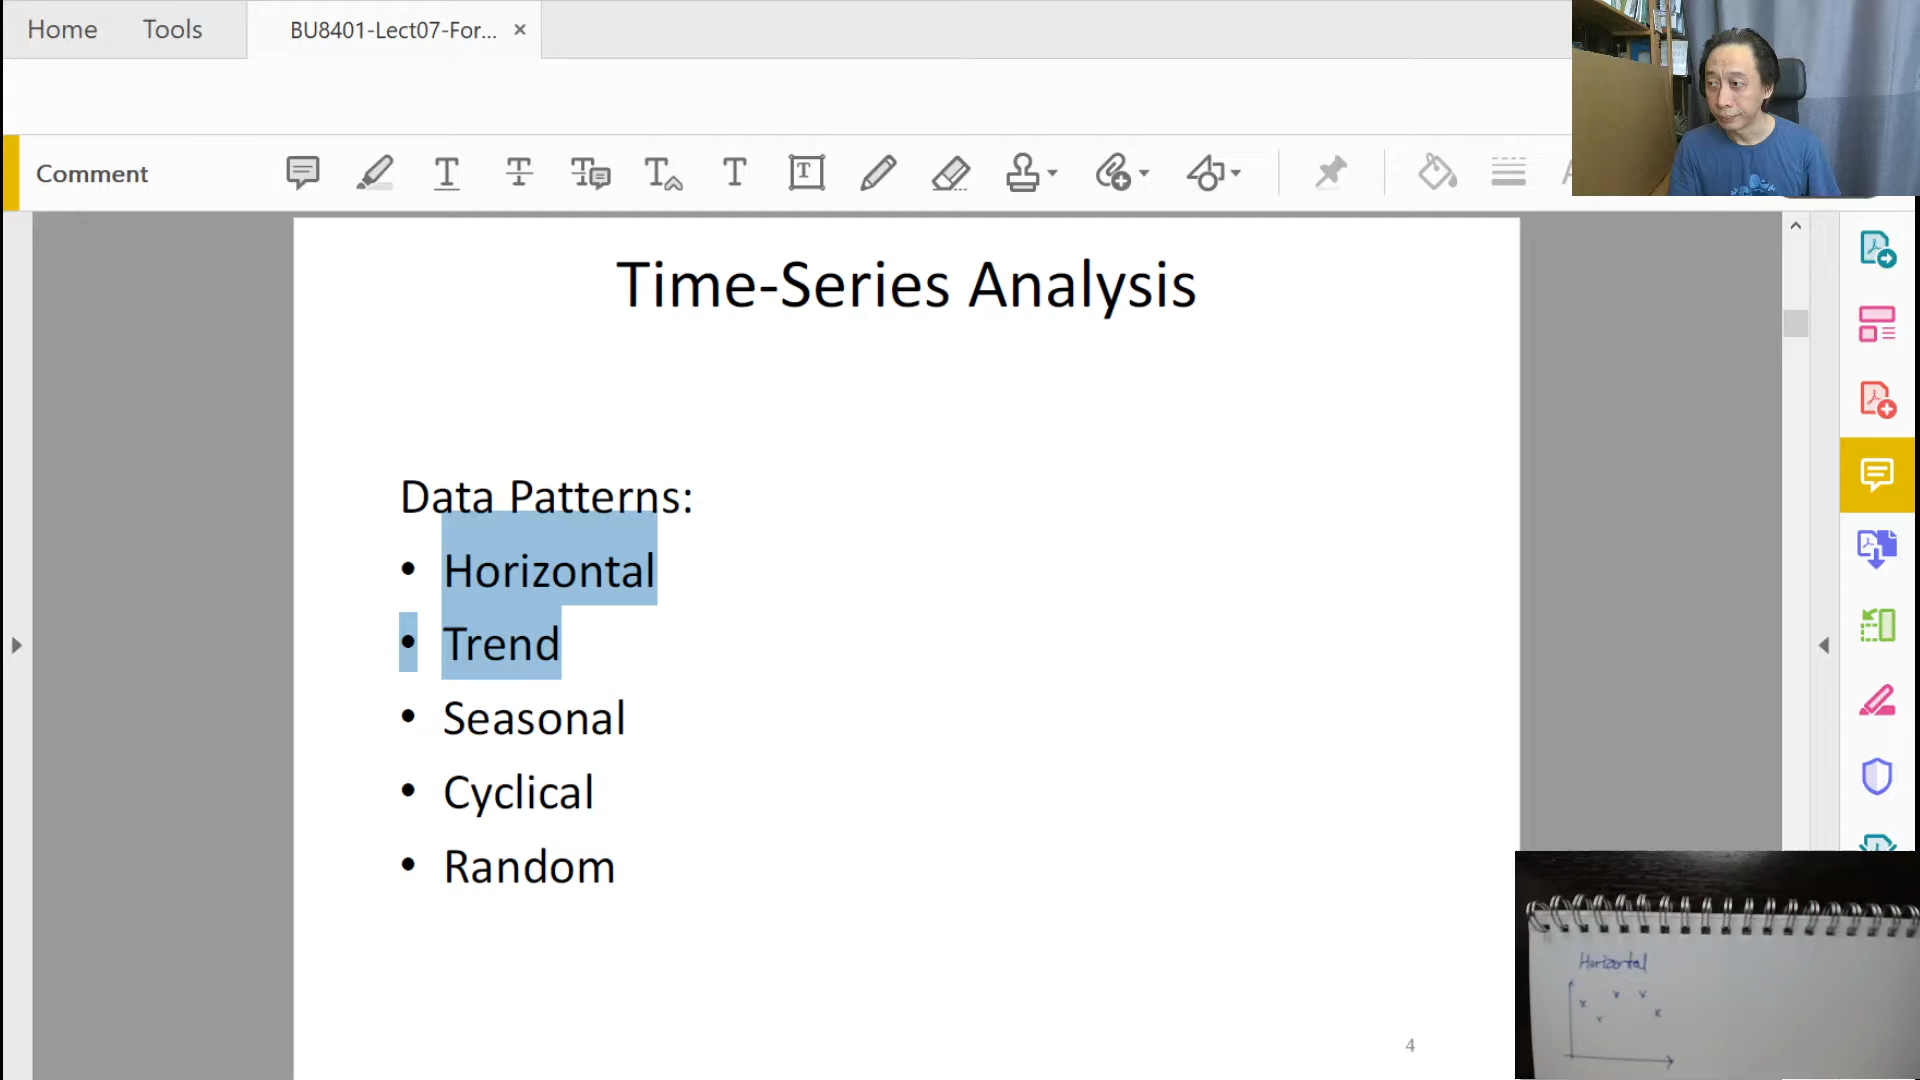 Home Tools BU8401-Lect07-For... ×
Comment
Time-Series Analysis
Data Patterns:
• Horizontal
• Trend
• Seasonal
• Cyclical
• Random
4
Horizontal